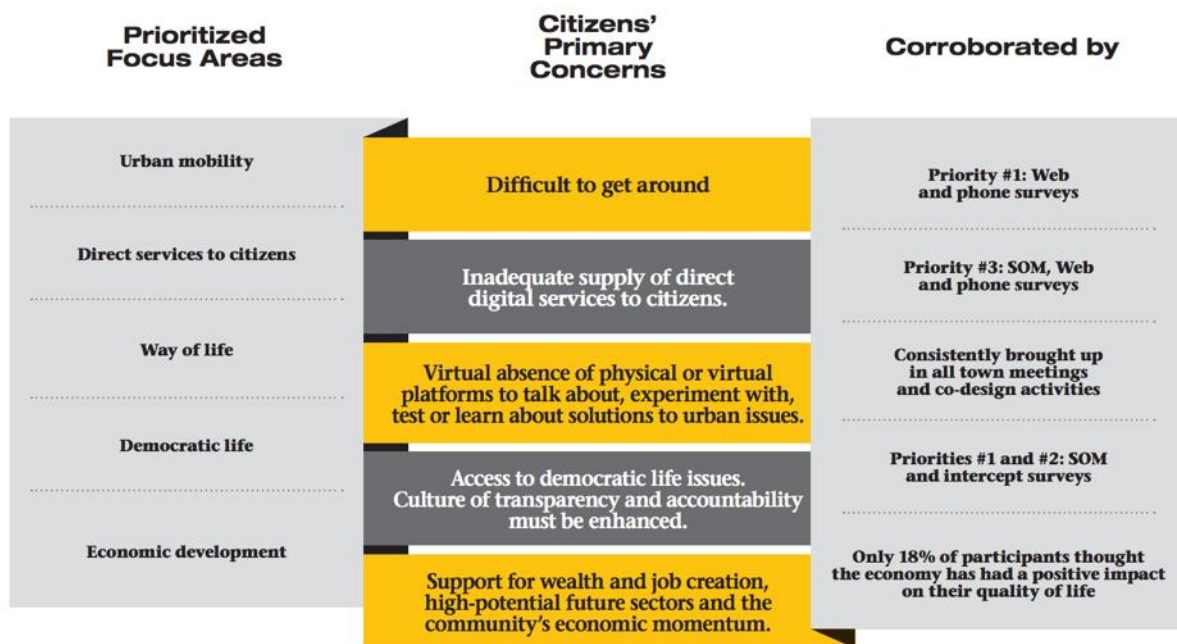 Prioritized
Focus Areas
Citizens’
Primary
Concerns
Corroborated by
Urban mobility
Difficult to get around
Priority #1: Web
and phone surveys
Direct services to citizens
Inadequate supply of direct
digital services to citizens.
Priority #3: SOM, Web
and phone surveys
Way of life
Virtual absence of physical or virtual
platforms to talk about, experiment with,
test or learn about solutions to urban issues.
Consistently brought up
in all town meetings
and co-design activities
Democratic life
Access to democratic life issues.
Culture of transparency and accountability
must be enhanced.
Priorities #1 and #2: SOM
and intercept surveys
Economic development
Support for wealth and job creation,
high-potential future sectors and the
community’s economic momentum.
Only 18% of participants thought
the economy has had a positive impact
on their quality of life